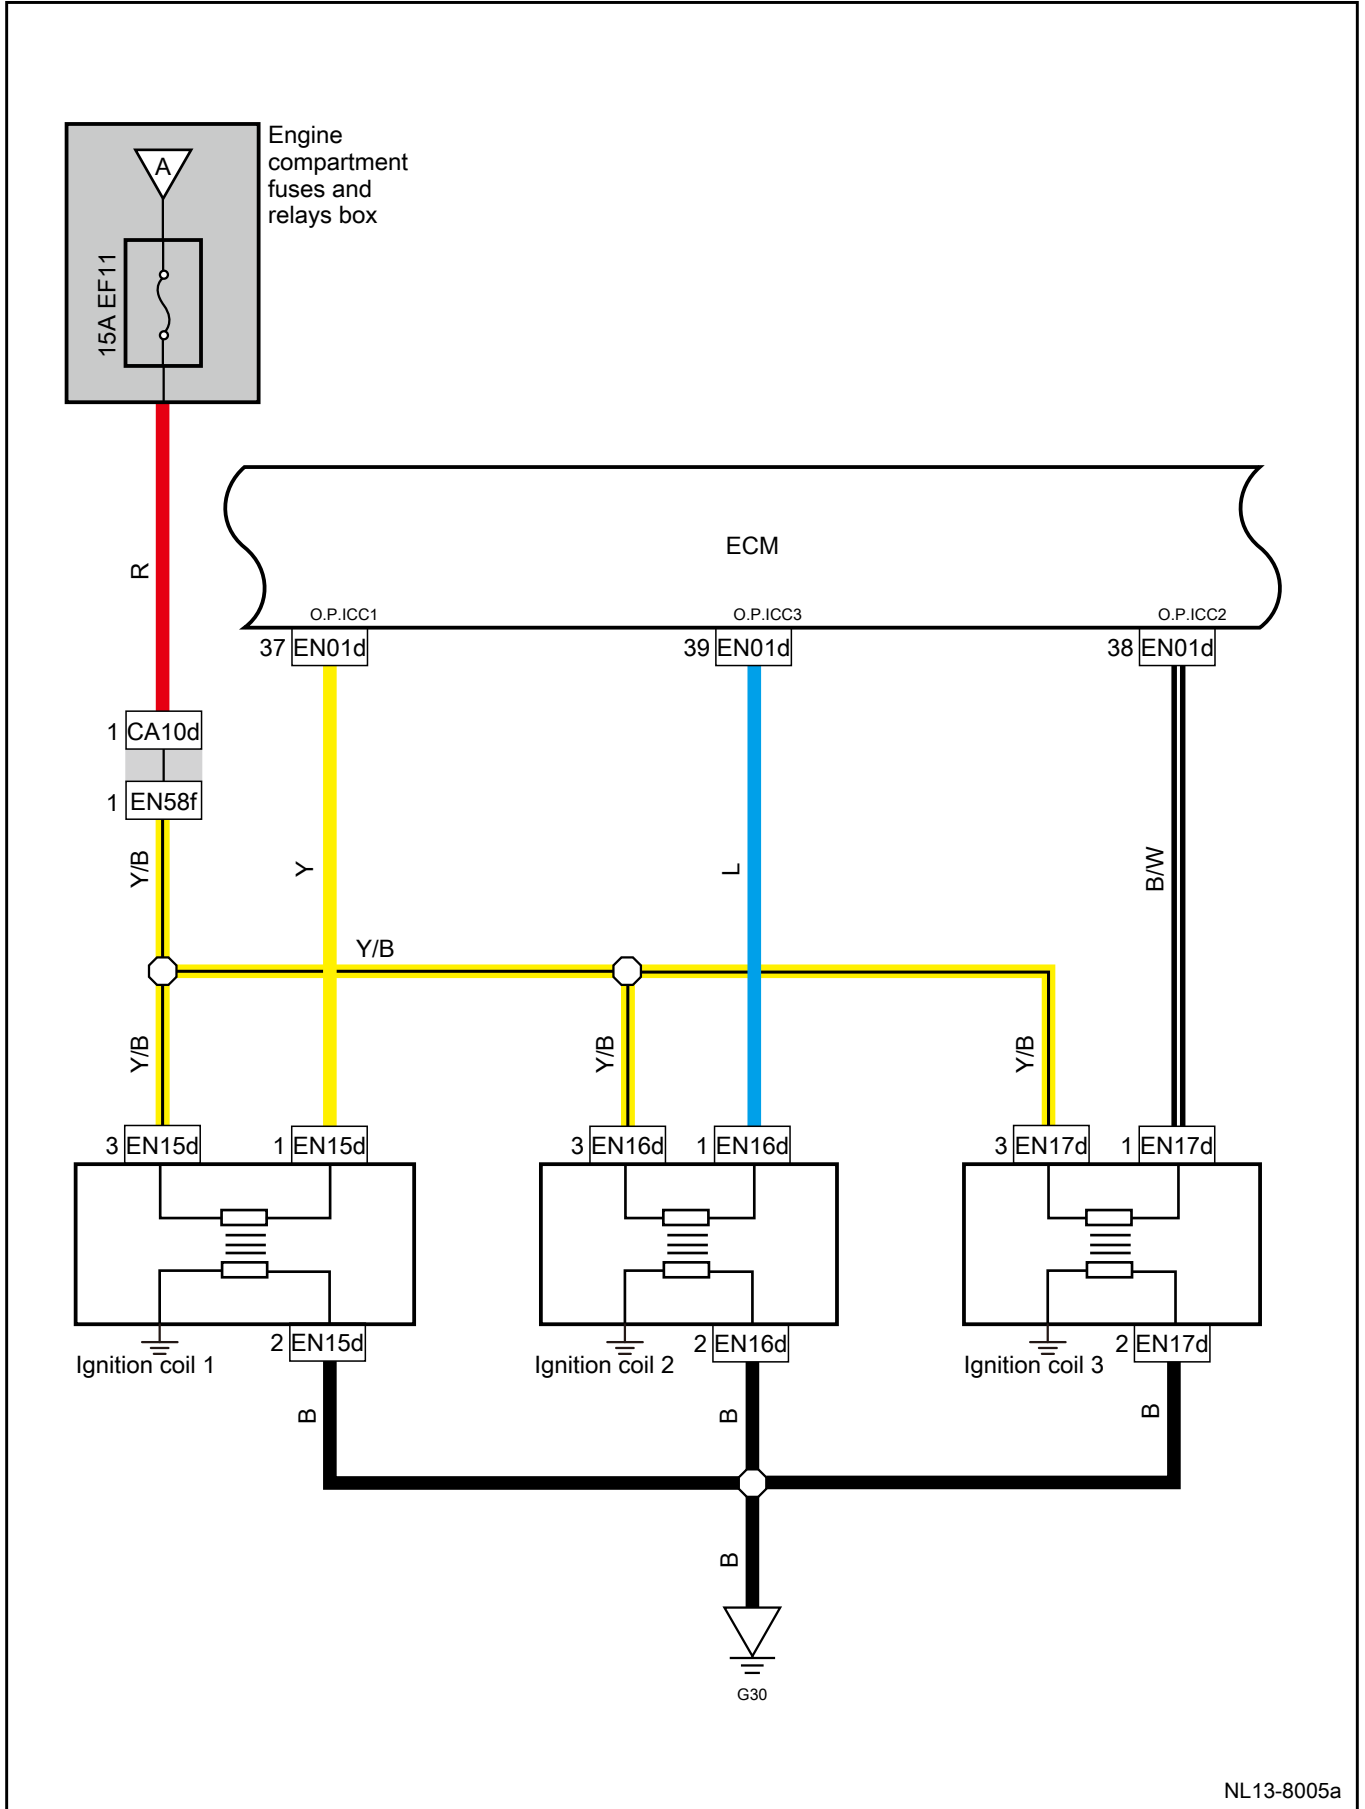 Engine
compartment
fuses and
relays box
A
15A EF11
R
ECM
O.P.ICC1
O.P.ICC3
O.P.ICC2
37 EN01d
39 EN01d
38 EN01d
1 CA10d
1 EN58f
Y/B
Y
L
B/W
Y/B
Y/B
Y/B
Y/B
3 EN15d
1 EN15d
3 EN16d
1 EN16d
3 EN17d
1 EN17d
2 EN15d
2 EN16d
2 EN17d
Ignition coil 1
Ignition coil 2
Ignition coil 3
B
B
B
B
G30
NL13-8005a